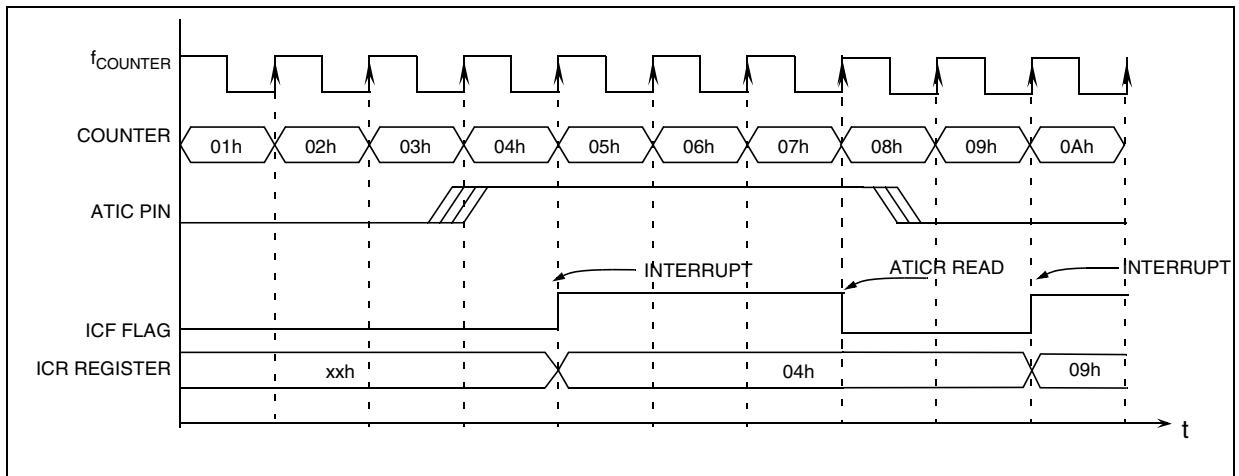 fCOUNTER
COUNTER 01h 02h 03h 04h 05h 06h 07h 08h 09h 0Ah
ATIC PIN
INTERRUPT ATICR READ INTERRUPT
ICF FLAG
ICR REGISTER xxh 04h 09h
t